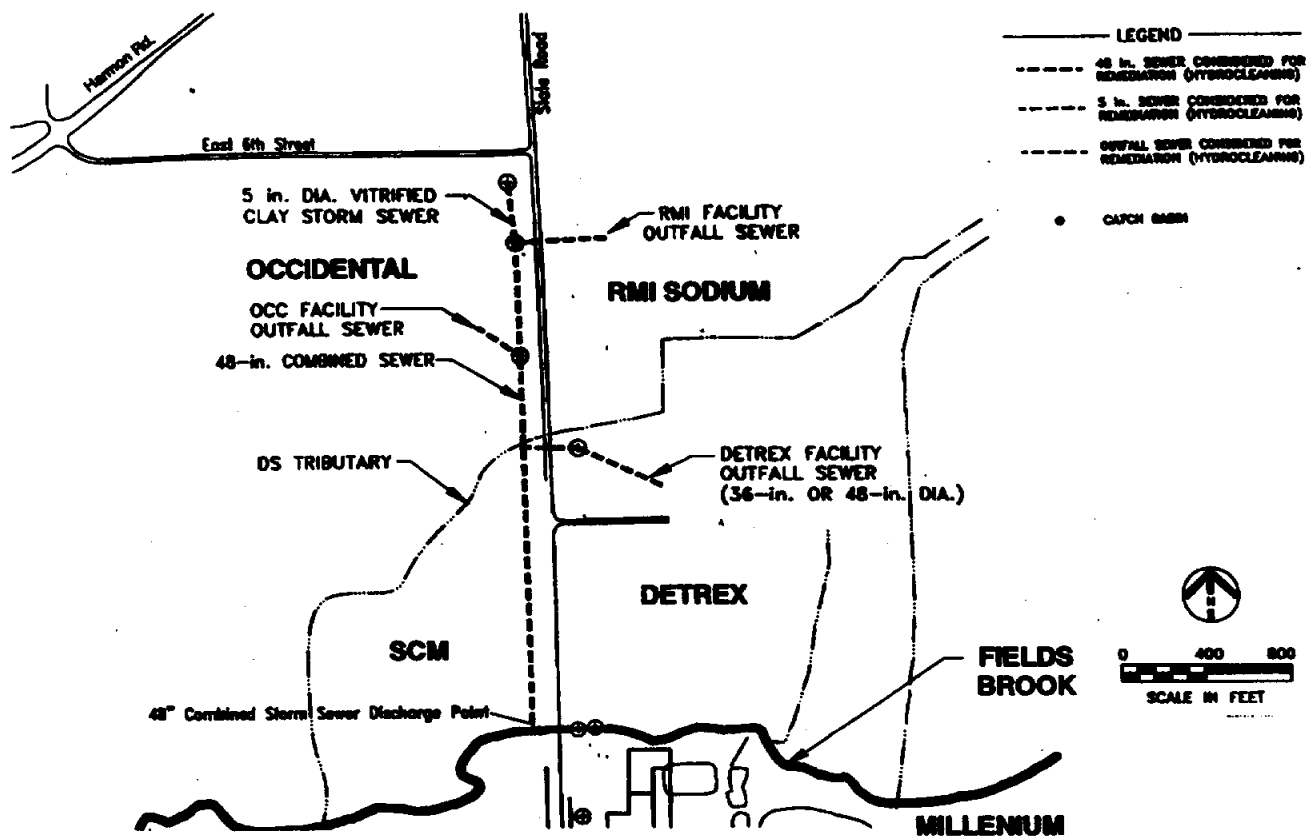 Harmon Rd.
State Road
East 6th Street
LEGEND
48 in. SEWER CONSIDERED FOR
REMEDIATION (HYDROCLEANING)
5 in. SEWER CONSIDERED FOR
REMEDIATION (HYDROCLEANING)
OUTFALL SEWER CONSIDERED FOR
REMEDIATION (HYDROCLEANING)
CATCH BASIN
5 in. DIA. VITRIFIED
CLAY STORM SEWER
RMI FACILITY
OUTFALL SEWER
OCCIDENTAL
RMI SODIUM
OCC FACILITY
OUTFALL SEWER
48-in. COMBINED SEWER
DS TRIBUTARY
DETREX FACILITY
OUTFALL SEWER
(36-in. OR 48-in. DIA.)
DETREX
SCM
FIELDS
BROOK
N
0 400 800
SCALE IN FEET
48" Combined Storm Sewer Discharge Point
MILLENIUM